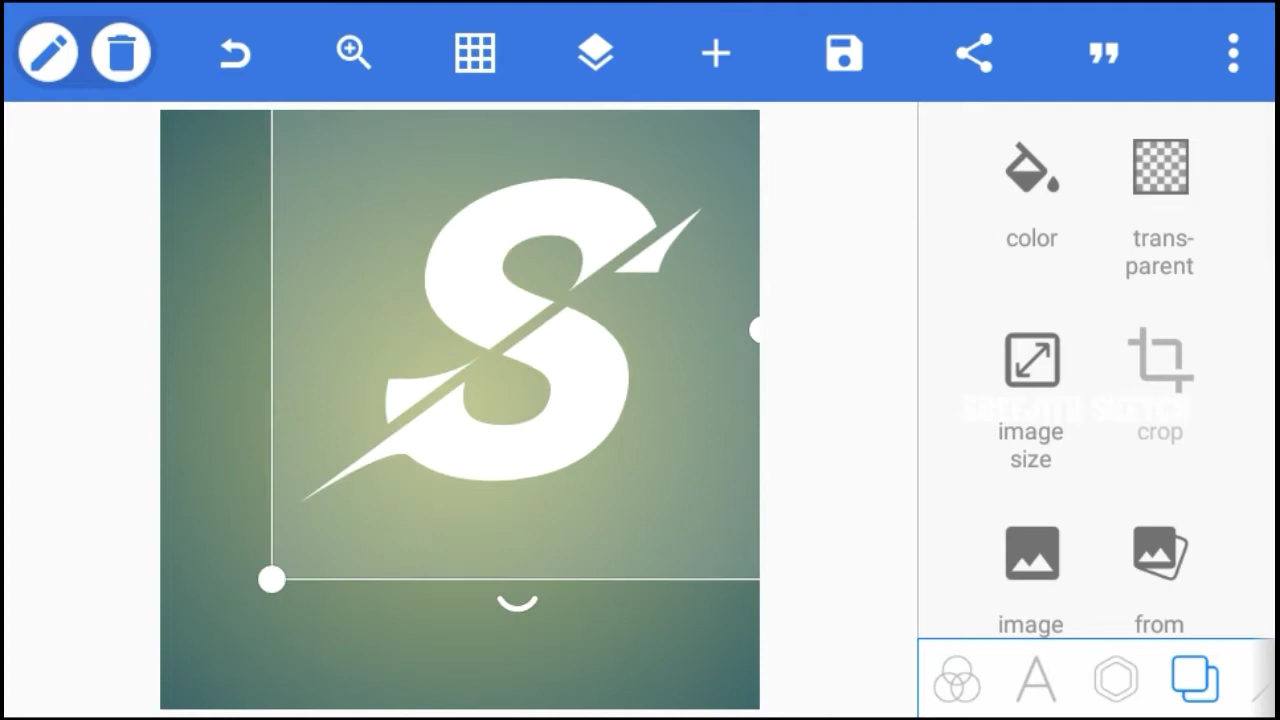 S
color
trans-
parent
image
size
crop
image
from